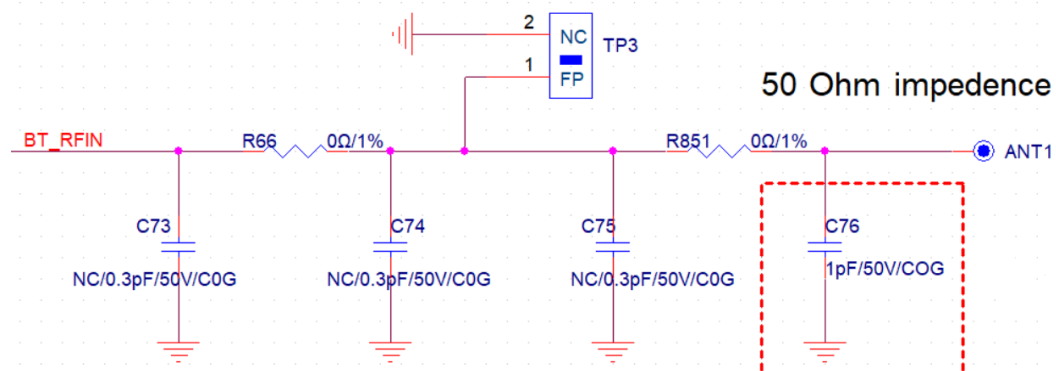 2
NC
TP3
1
FP
50 Ohm impedence
BT_RFIN
R66
0Ω/1%
R851
0Ω/1%
ANT1
C73
C74
C75
C76
NC/0.3pF/50V/C0G
NC/0.3pF/50V/C0G
NC/0.3pF/50V/C0G
1pF/50V/COG